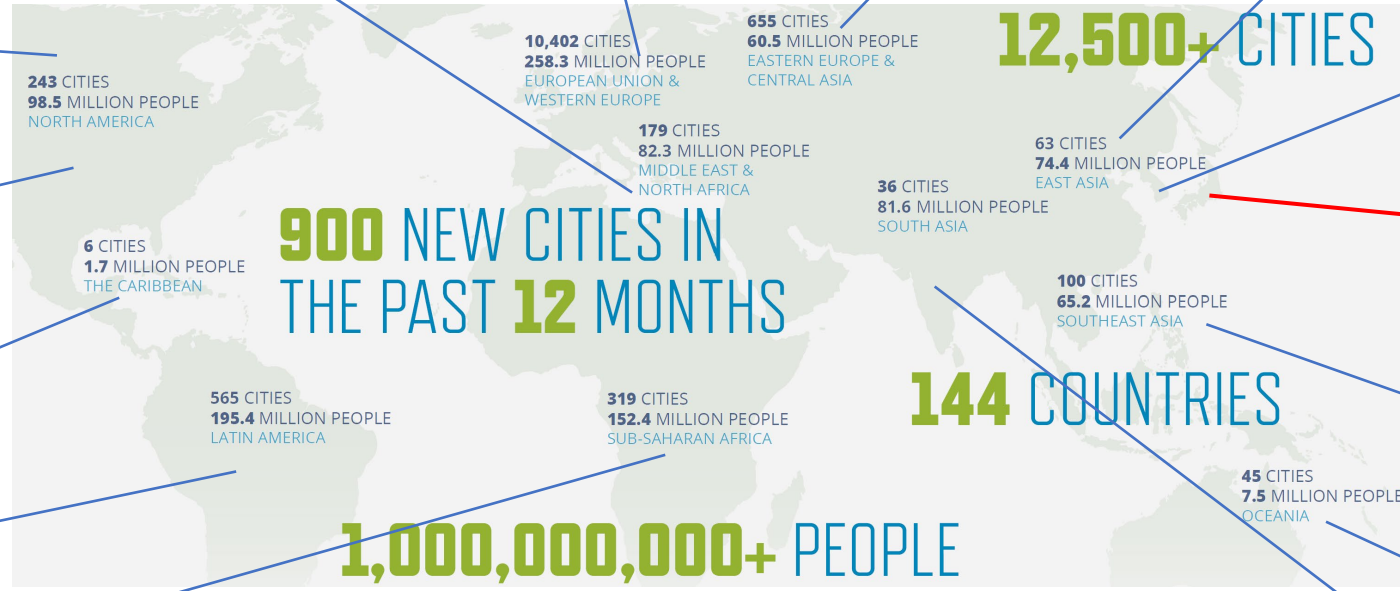 655 CITIES
60.5 MILLION PEOPLE
EASTERN EUROPE &
CENTRAL ASIA
12,500+ CITIES
10,402 CITIES
258.3 MILLION PEOPLE
EUROPEAN UNION &
WESTERN EUROPE
243 CITIES
98.5 MILLION PEOPLE
NORTH AMERICA
179 CITIES
82.3 MILLION PEOPLE
MIDDLE EAST &
NORTH AFRICA
63 CITIES
74.4 MILLION PEOPLE
EAST ASIA
36 CITIES
81.6 MILLION PEOPLE
SOUTH ASIA
900 NEW CITIES IN
THE PAST 12 MONTHS
6 CITIES
1.7 MILLION PEOPLE
THE CARIBBEAN
100 CITIES
65.2 MILLION PEOPLE
SOUTHEAST ASIA
144 COUNTRIES
565 CITIES
195.4 MILLION PEOPLE
LATIN AMERICA
319 CITIES
152.4 MILLION PEOPLE
SUB-SAHARAN AFRICA
45 CITIES
7.5 MILLION PEOPLE
OCEANIA
1,000,000,000+ PEOPLE